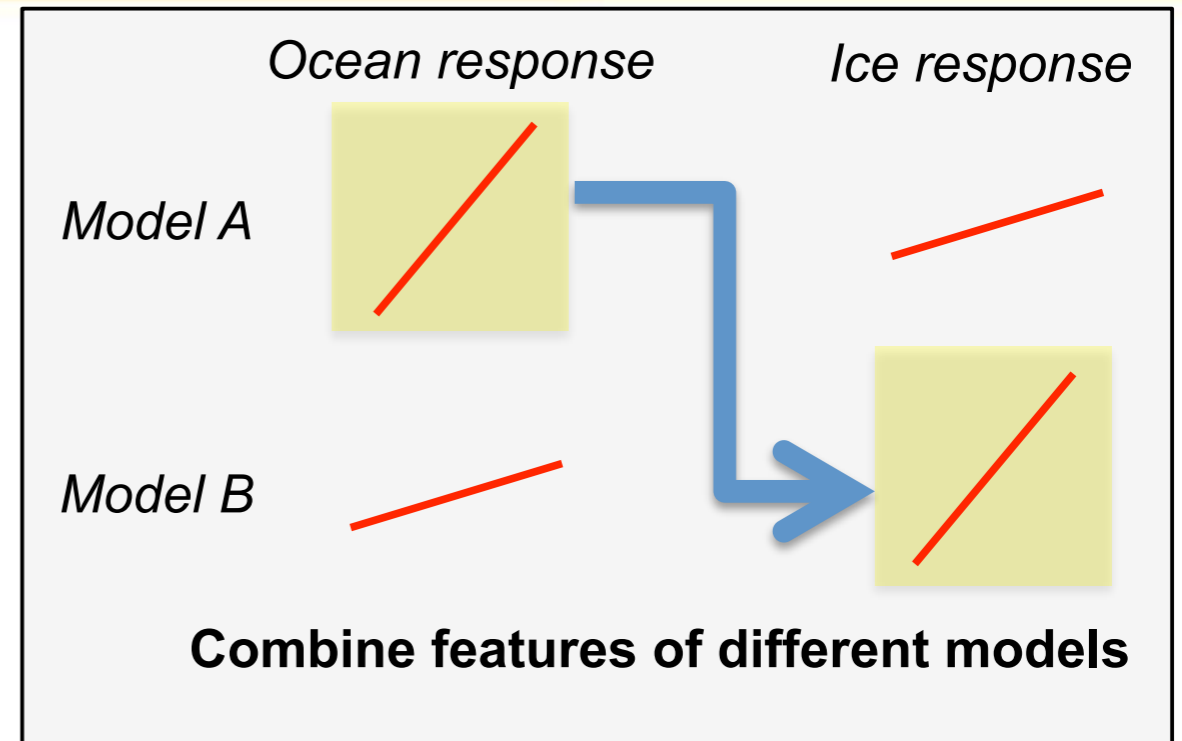 Ocean response
Ice response
Model A
Model B
Combine features of different models